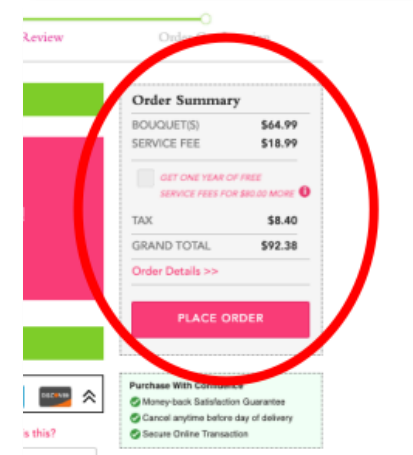 Review
Order Summary
BOUQUET(S) $64.99
SERVICE FEE $18.99
GET ONE YEAR OF FREE
SERVICE FEES FOR $80.00 MORE i
TAX $8.40
GRAND TOTAL $92.38
Order Details >>
PLACE ORDER
DISCOVER
Purchase With Confidence
Money-back Satisfaction Guarantee
s this?
Cancel anytime before day of delivery
Secure Online Transaction